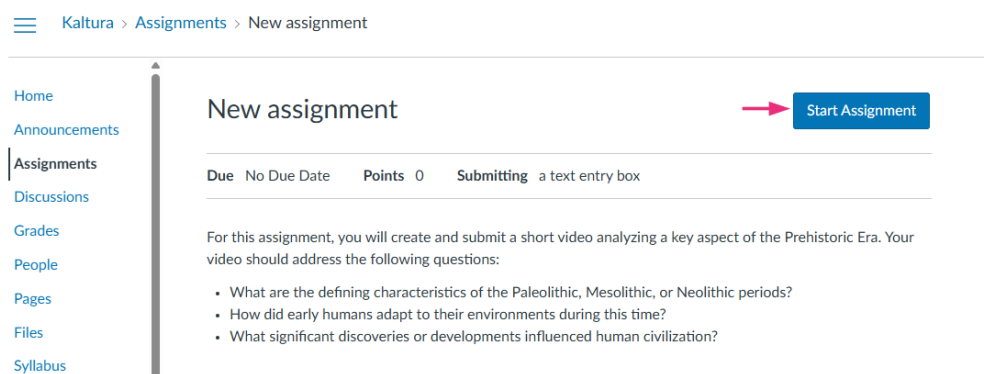 Kaltura > Assignments > New assignment
Home
Announcements
Assignments
Discussions
Grades
People
Pages
Files
Syllabus
New assignment
Start Assignment
Due No Due Date Points 0 Submitting a text entry box
For this assignment, you will create and submit a short video analyzing a key aspect of the Prehistoric Era. Your
video should address the following questions:
• What are the defining characteristics of the Paleolithic, Mesolithic, or Neolithic periods?
• How did early humans adapt to their environments during this time?
• What significant discoveries or developments influenced human civilization?